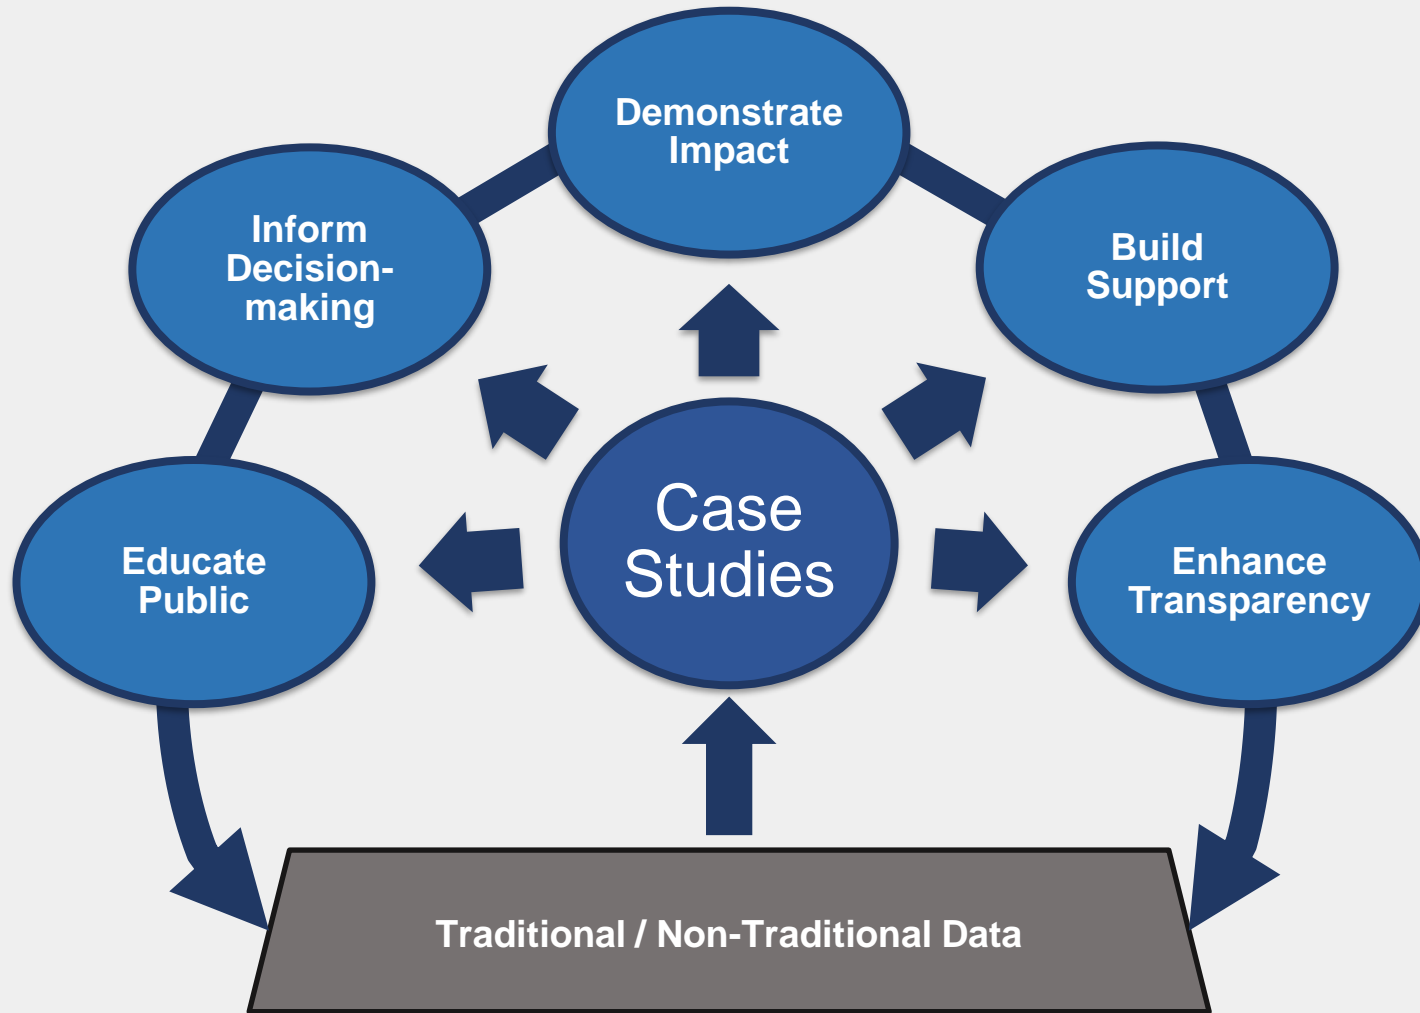 Demonstrate
Impact
Inform
Decision-
making
Build
Support
Case
Studies
Educate
Public
Enhance
Transparency
Traditional / Non-Traditional Data